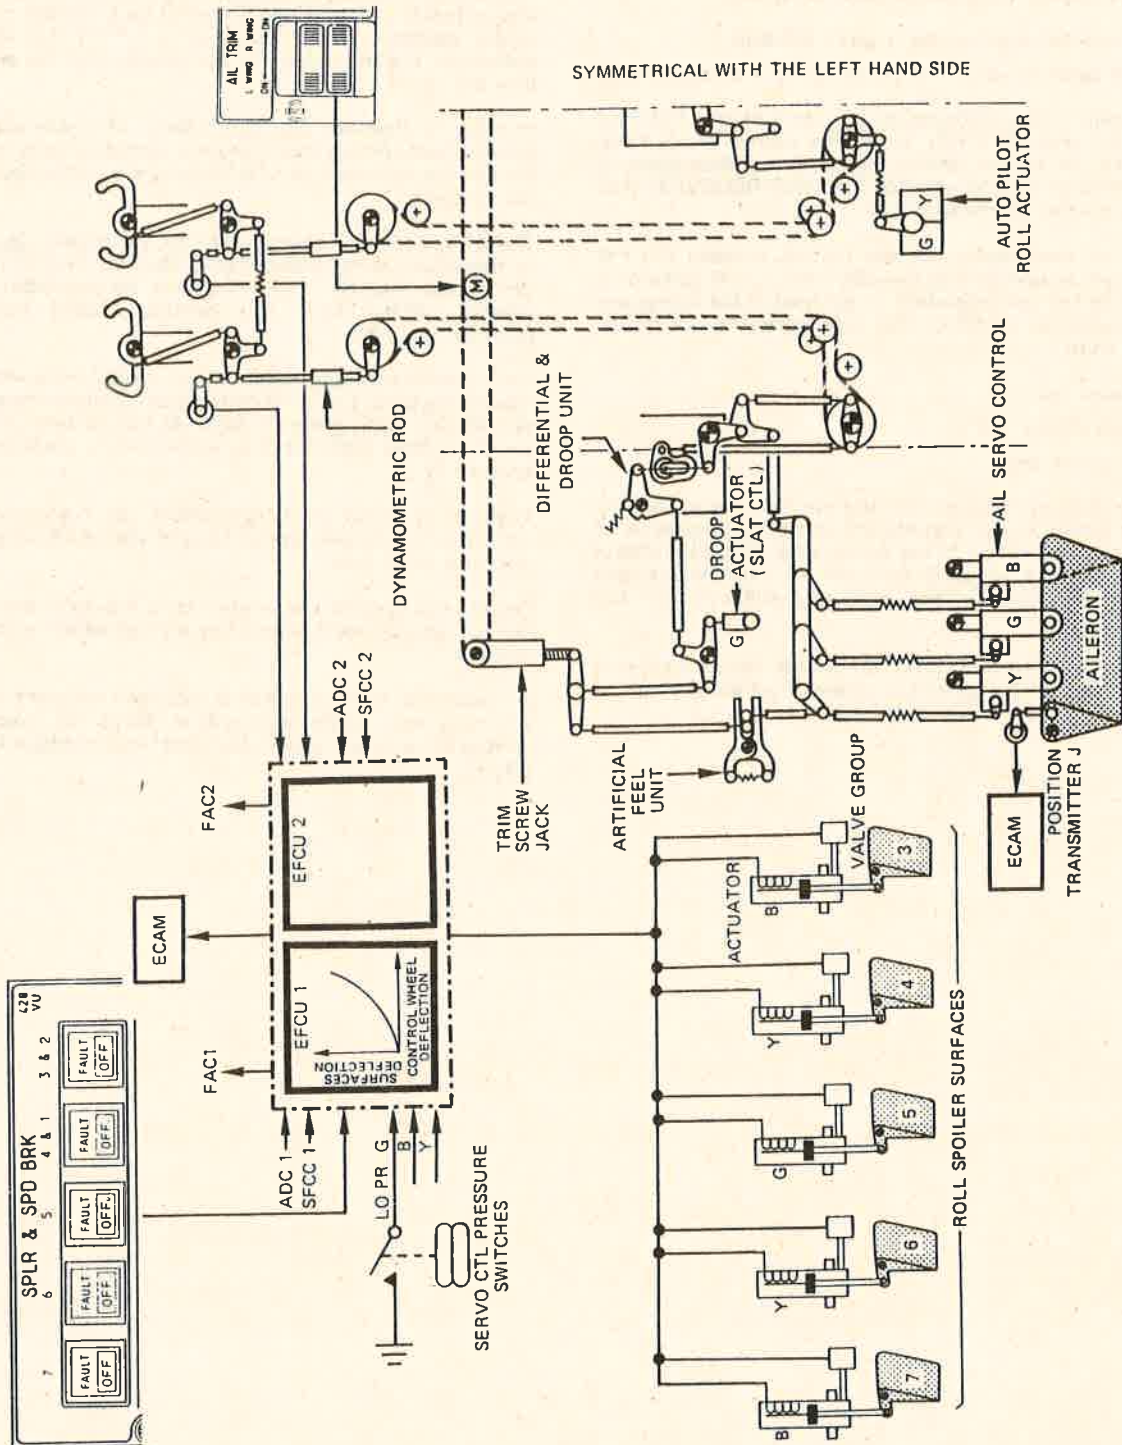 AIL TRIM
L WING R WING
DN DN
SYMMETRICAL WITH THE LEFT HAND SIDE
M
G Y
AUTO PILOT
ROLL ACTUATOR
DYNAMOMETRIC ROD
DIFFERENTIAL &
DROOP UNIT
G
DROOP
ACTUATOR
(SLAT CTL)
AIL SERVO CONTROL
TRIM
SCREW
JACK
ARTIFICIAL
FEEL
UNIT
Y
G
B
AILERON
ECAM
POSITION
TRANSMITTER J
SPLR & SPD BRK
428
VU
7
6
5
4 & 1
3 & 2
FAULT
OFF
FAULT
OFF
FAULT
OFF
FAULT
OFF
FAULT
OFF
ECAM
FAC1
FAC2
EFCU 1
SURFACES
DEFLECTION
CONTROL WHEEL
DEFLECTION
EFCU 2
ADC 1
SFCC 1
ADC 2
SFCC 2
LO PR G
B
Y
SERVO CTL PRESSURE
SWITCHES
ACTUATOR
VALVE GROUP
B
7
Y
6
G
5
Y
4
B
3
ROLL SPOILER SURFACES